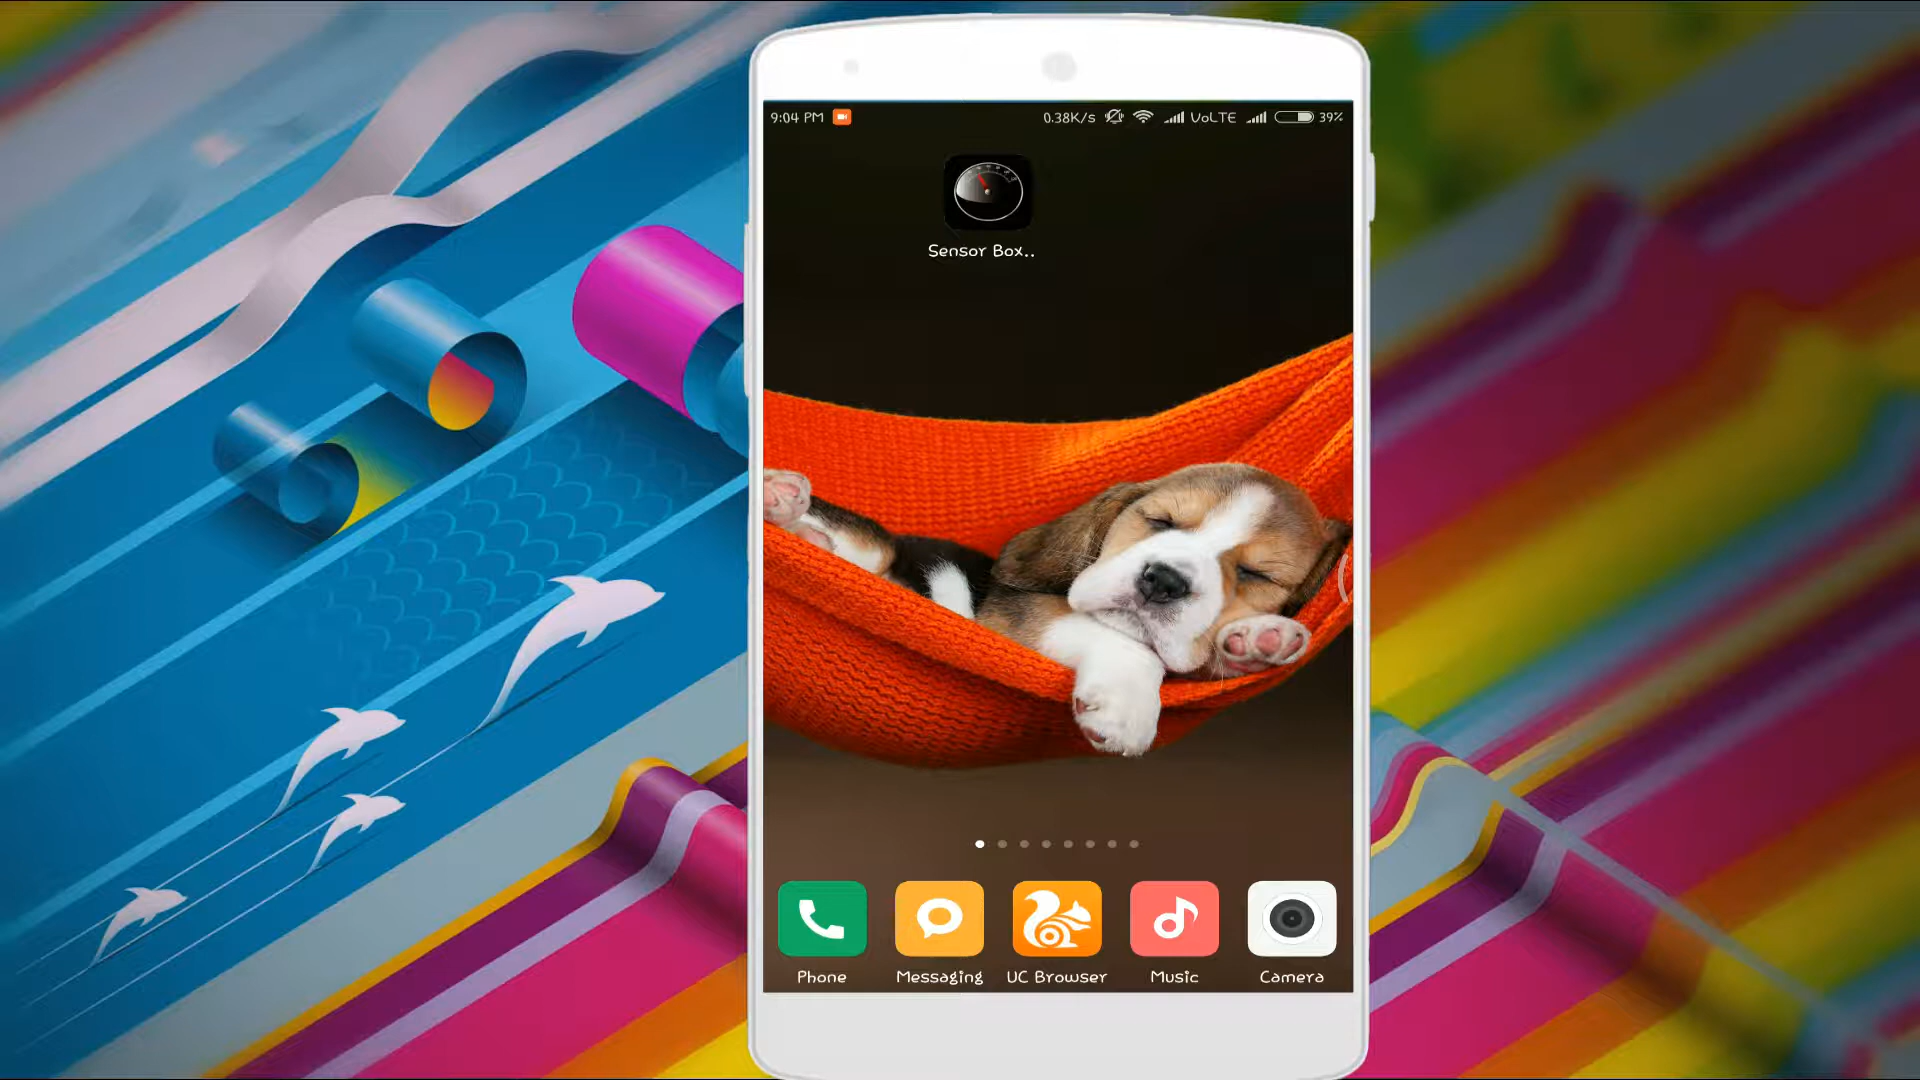 9:04 PM 0.38K/s VoLTE 39%
Sensor Box..
Phone Messaging UC Browser Music Camera